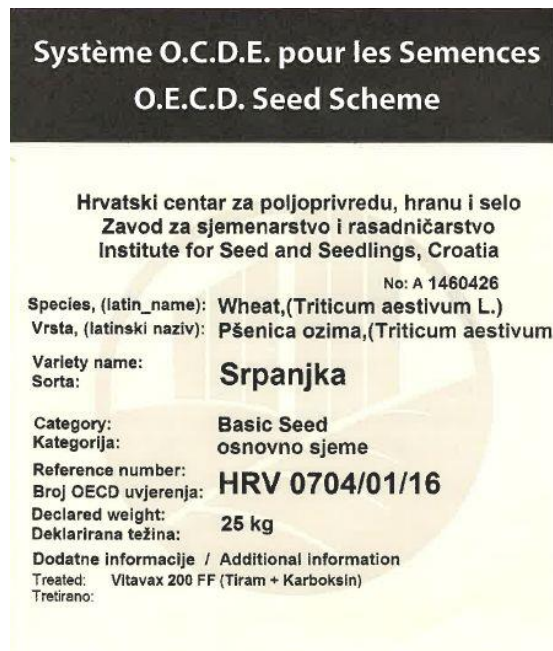 Système O.C.D.E. pour les Semences
O.E.C.D. Seed Scheme
Hrvatski centar za poljoprivredu, hranu i selo
Zavod za sjemenarstvo i rasadničarstvo
Institute for Seed and Seedlings, Croatia
No: A 1460426
Species, (latin_name): Wheat,(Triticum aestivum L.)
Vrsta, (latinski naziv): Pšenica ozima,(Triticum aestivum
Variety name:
Sorta: Srpanjka
Category: Basic Seed
Kategorija: osnovno sjeme
Reference number:
Broj OECD uvjerenja: HRV 0704/01/16
Declared weight:
Deklarirana težina: 25 kg
Dodatne informacije / Additional information
Treated: Vitavax 200 FF (Tiram + Karboksin)
Tretirano: